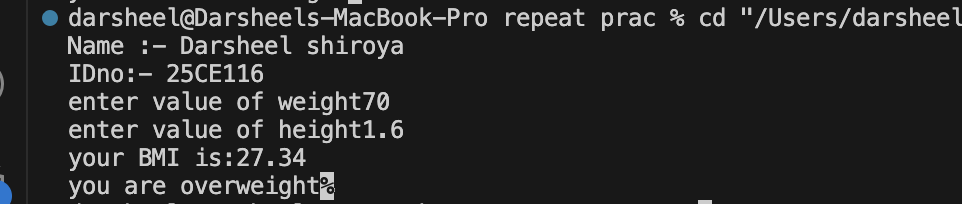 darsheel@Darsheels-MacBook-Pro repeat prac % cd "/Users/darsheel
Name :- Darsheel shiroya
IDno:- 25CE116
enter value of weight70
enter value of height1.6
your BMI is:27.34
you are overweight%